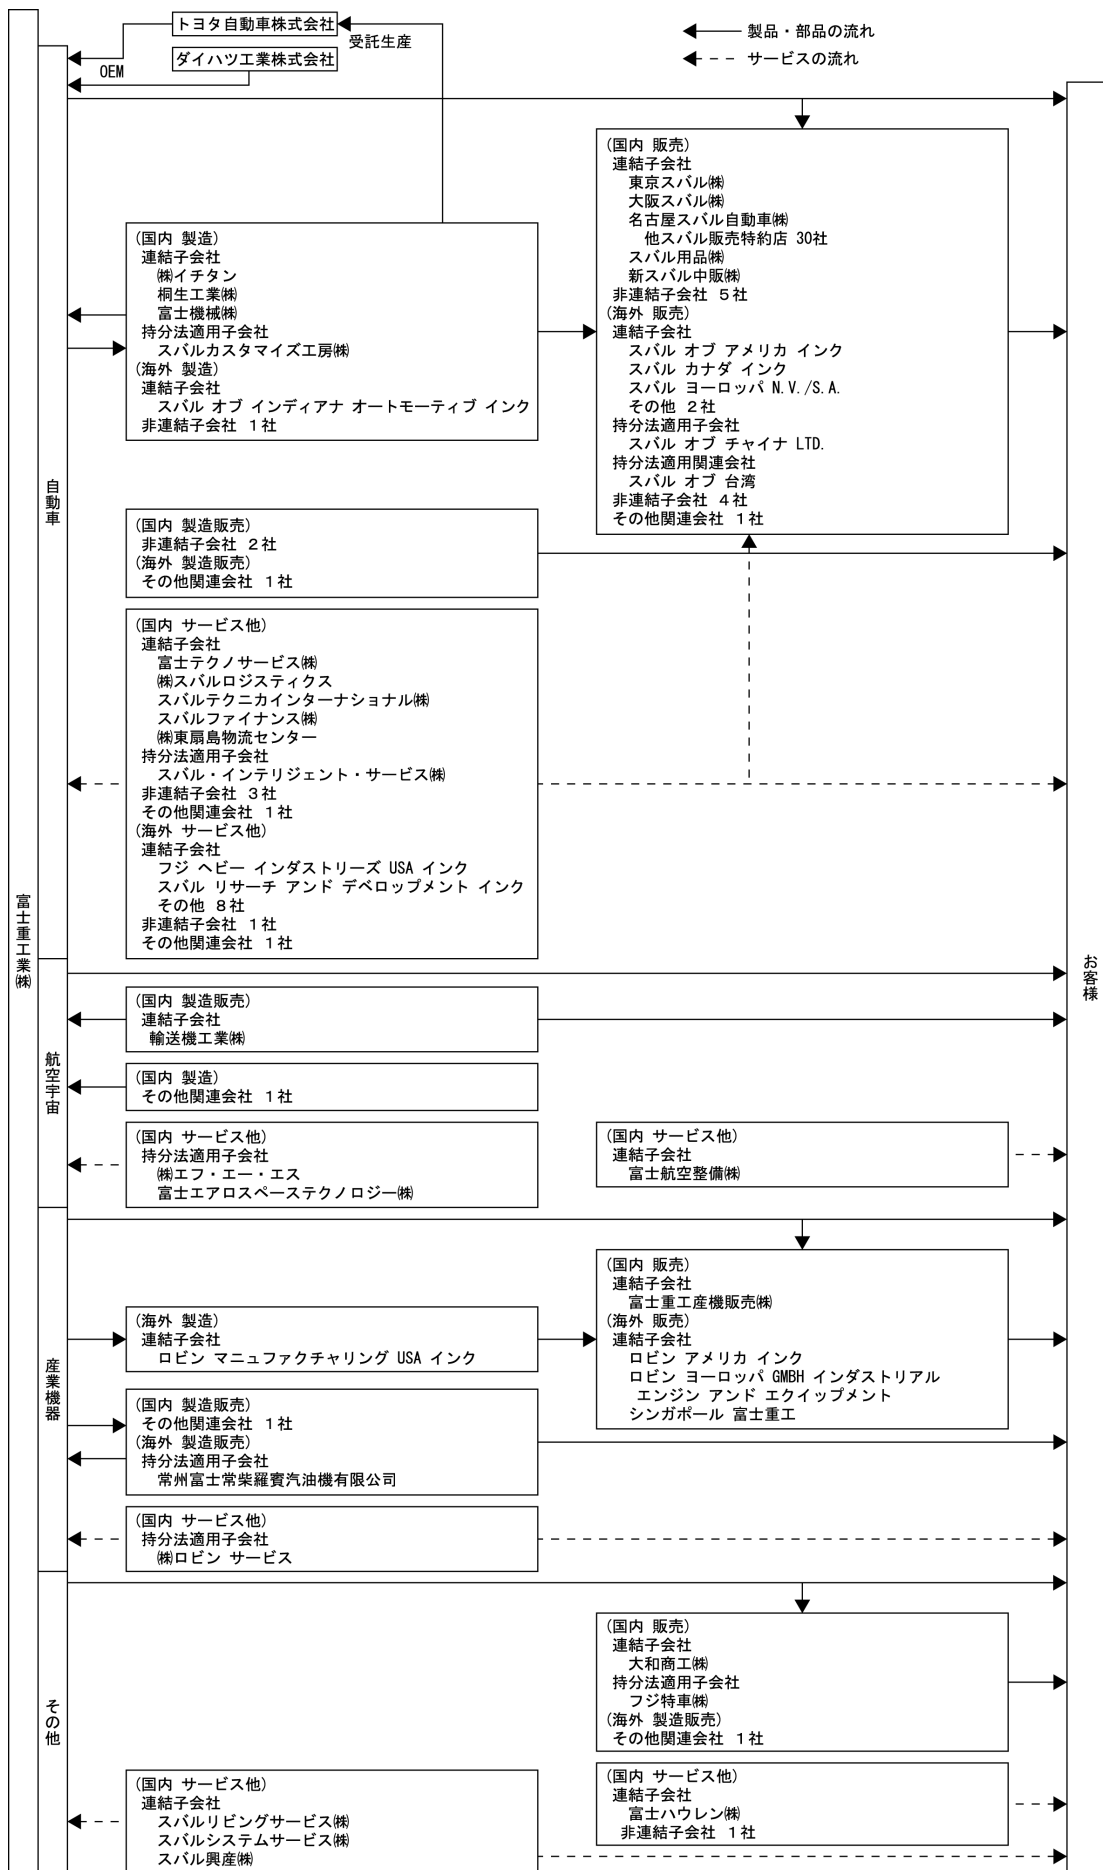 トヨタ自動車株式会社
受託生産
ダイハツ工業株式会社
OEM
製品・部品の流れ
サービスの流れ
富士重工業㈱
自動車
(国内 製造)
連結子会社
㈱イチタン
桐生工業㈱
富士機械㈱
持分法適用子会社
スバルカスタマイズ工房㈱
(海外 製造)
連結子会社
スバル オブ インディアナ オートモーティブ インク
非連結子会社 1社
(国内 販売)
連結子会社
東京スバル㈱
大阪スバル㈱
名古屋スバル自動車㈱
他スバル販売特約店 30社
スバル用品㈱
新スバル中販㈱
非連結子会社 5社
(海外 販売)
連結子会社
スバル オブ アメリカ インク
スバル カナダ インク
スバル ヨーロッパ N.V./S.A.
その他 2社
持分法適用子会社
スバル オブ チャイナ LTD.
持分法適用関連会社
スバル オブ 台湾
非連結子会社 4社
その他関連会社 1社
(国内 製造販売)
非連結子会社 2社
(海外 製造販売)
その他関連会社 1社
(国内 サービス他)
連結子会社
富士テクノサービス㈱
㈱スバルロジスティクス
スバルテクニカインターナショナル㈱
スバルファイナンス㈱
㈱東扇島物流センター
持分法適用子会社
スバル・インテリジェント・サービス㈱
非連結子会社 3社
その他関連会社 1社
(海外 サービス他)
連結子会社
フジ ヘビー インダストリーズ USA インク
スバル リサーチ アンド デベロップメント インク
その他 8社
非連結子会社 1社
その他関連会社 1社
お客様
航空宇宙
(国内 製造販売)
連結子会社
輸送機工業㈱
(国内 製造)
その他関連会社 1社
(国内 サービス他)
持分法適用子会社
㈱エフ・エー・エス
富士エアロスペーステクノロジー㈱
(国内 サービス他)
連結子会社
富士航空整備㈱
産業機器
(海外 製造)
連結子会社
ロビン マニュファクチャリング USA インク
(国内 販売)
連結子会社
富士重工産機販売㈱
(海外 販売)
連結子会社
ロビン アメリカ インク
ロビン ヨーロッパ GMBH インダストリアル
エンジン アンド エクイップメント
シンガポール 富士重工
(国内 製造販売)
その他関連会社 1社
(海外 製造販売)
持分法適用子会社
常州富士常柴羅賓汽油機有限公司
(国内 サービス他)
持分法適用子会社
㈱ロビン サービス
その他
(国内 販売)
連結子会社
大和商工㈱
持分法適用子会社
フジ特車㈱
(海外 製造販売)
その他関連会社 1社
(国内 サービス他)
連結子会社
富士ハウレン㈱
非連結子会社 1社
(国内 サービス他)
連結子会社
スバルリビングサービス㈱
スバルシステムサービス㈱
スバル興産㈱